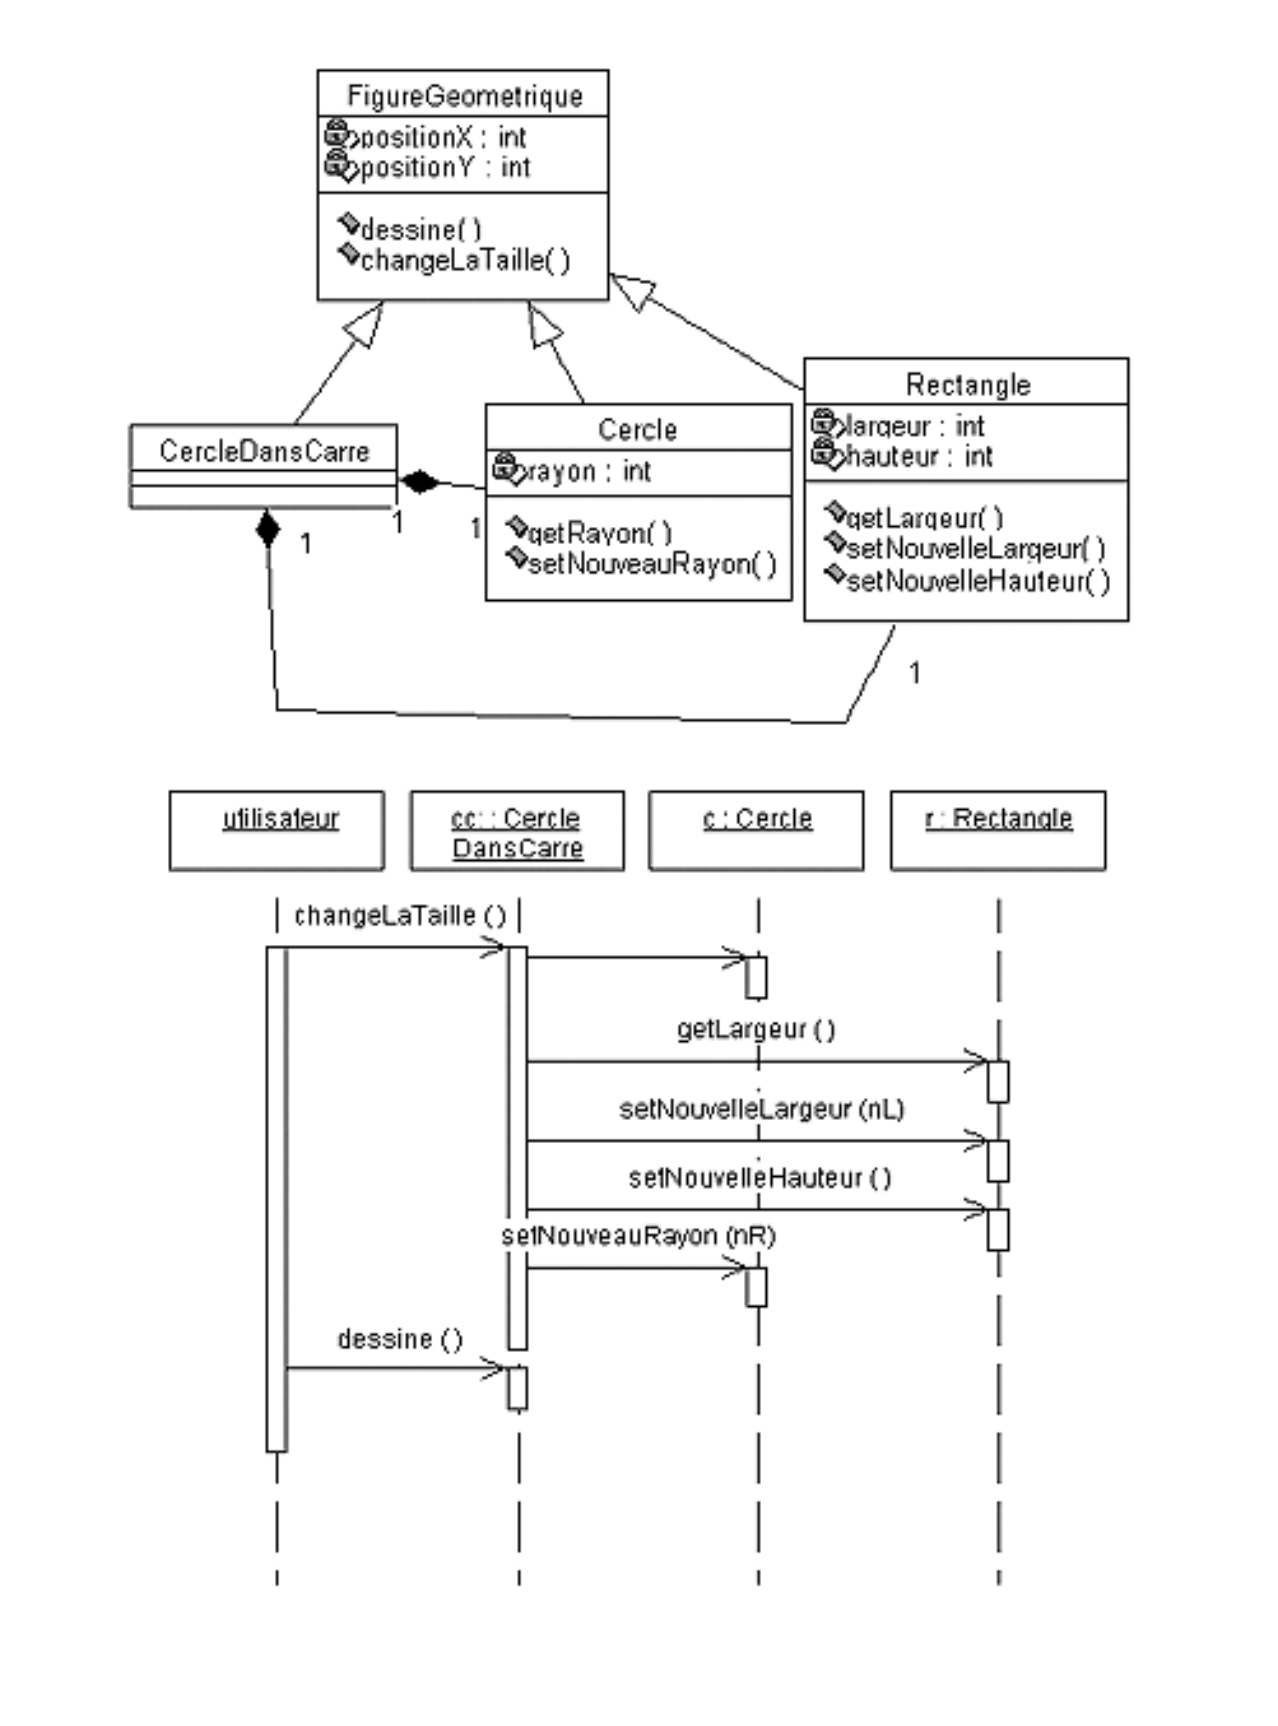 FigureGeometrique
positionX : int
positionY : int
dessine( )
changeLaTaille( )
Rectangle
largeur : int
hauteur : int
getLargeur( )
setNouvelleLargeur( )
setNouvelleHauteur( )
CercleDansCarre
Cercle
rayon : int
getRayon( )
setNouveauRayon( )
1
1
1
1
utilisateur
cc: : Cercle
DansCarre
c : Cercle
r : Rectangle
changeLaTaille ()
getLargeur ()
setNouvelleLargeur (nL)
setNouvelleHauteur ()
setNouveauRayon (nR)
dessine ()